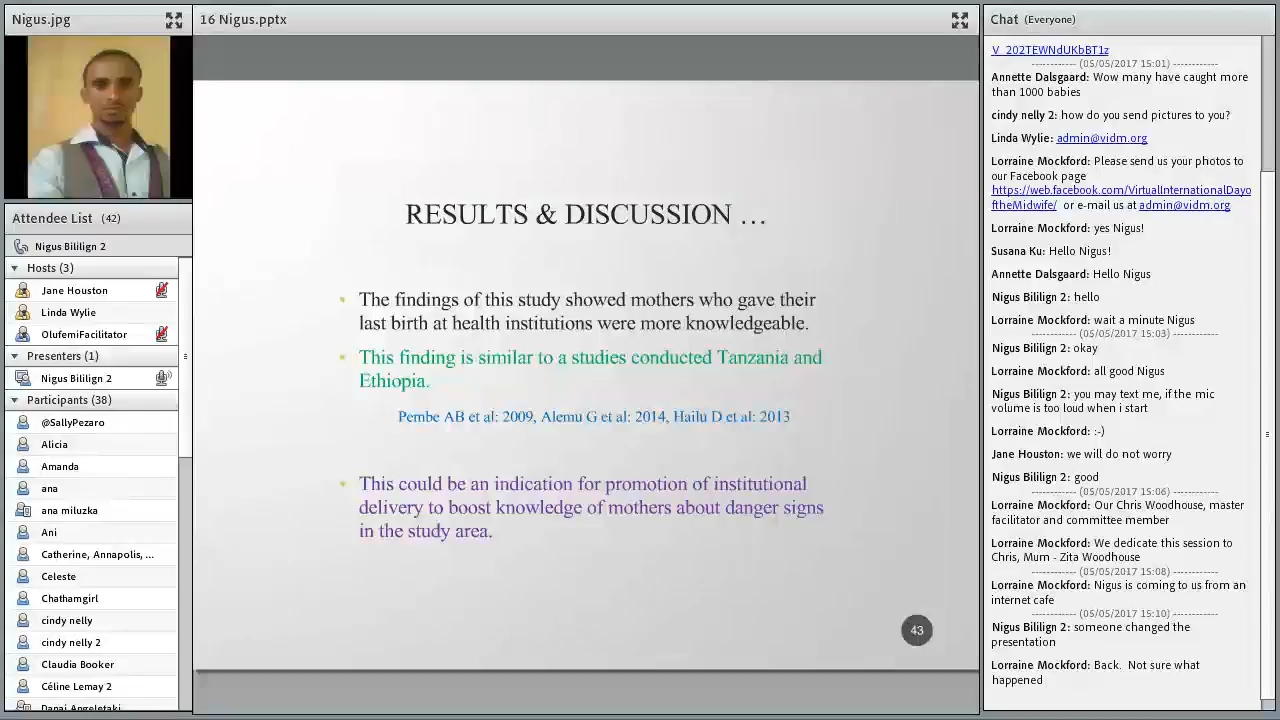 Nigus.jpg
16 Nigus.pptx
Chat (Everyone)
Attendee List (42)
Nigus Bililign 2
Hosts (3)
Jane Houston
Linda Wylie
OlufemiFacilitator
Presenters (1)
Nigus Bililign 2
Participants (38)
@SallyPezaro
Alicia
Amanda
ana
ana miluzka
Ani
Catherine, Annapolis, ...
Celeste
Chathamgirl
cindy nelly
cindy nelly 2
Claudia Booker
Céline Lemay 2
Danai Angeletaki
RESULTS & DISCUSSION …
• The findings of this study showed mothers who gave their
last birth at health institutions were more knowledgeable.
• This finding is similar to a studies conducted Tanzania and
Ethiopia.
Pembe AB et al: 2009, Alemu G et al: 2014, Hailu D et al: 2013
• This could be an indication for promotion of institutional
delivery to boost knowledge of mothers about danger signs
in the study area.
43
V_202TEWNdUKbBT1z
------------ (05/05/2017 15:01) ------------
Annette Dalsgaard: Wow many have caught more
than 1000 babies
cindy nelly 2: how do you send pictures to you?
Linda Wylie: admin@vidm.org
Lorraine Mockford: Please send us your photos to
our Facebook page
https://web.facebook.com/VirtualInternationalDayo
ftheMidwife/ or e-mail us at admin@vidm.org
Lorraine Mockford: yes Nigus!
Susana Ku: Hello Nigus!
Annette Dalsgaard: Hello Nigus
Nigus Bililign 2: hello
Lorraine Mockford: wait a minute Nigus
------------ (05/05/2017 15:03) ------------
Nigus Bililign 2: okay
Lorraine Mockford: all good Nigus
Nigus Bililign 2: you may text me, if the mic
volume is too loud when i start
Lorraine Mockford: :-)
Jane Houston: we will do not worry
Nigus Bililign 2: good
------------ (05/05/2017 15:06) ------------
Lorraine Mockford: Our Chris Woodhouse, master
facilitator and committee member
Lorraine Mockford: We dedicate this session to
Chris, Mum - Zita Woodhouse
------------ (05/05/2017 15:08) ------------
Lorraine Mockford: Nigus is coming to us from an
internet cafe
------------ (05/05/2017 15:10) ------------
Nigus Bililign 2: someone changed the
presentation
Lorraine Mockford: Back.  Not sure what
happened